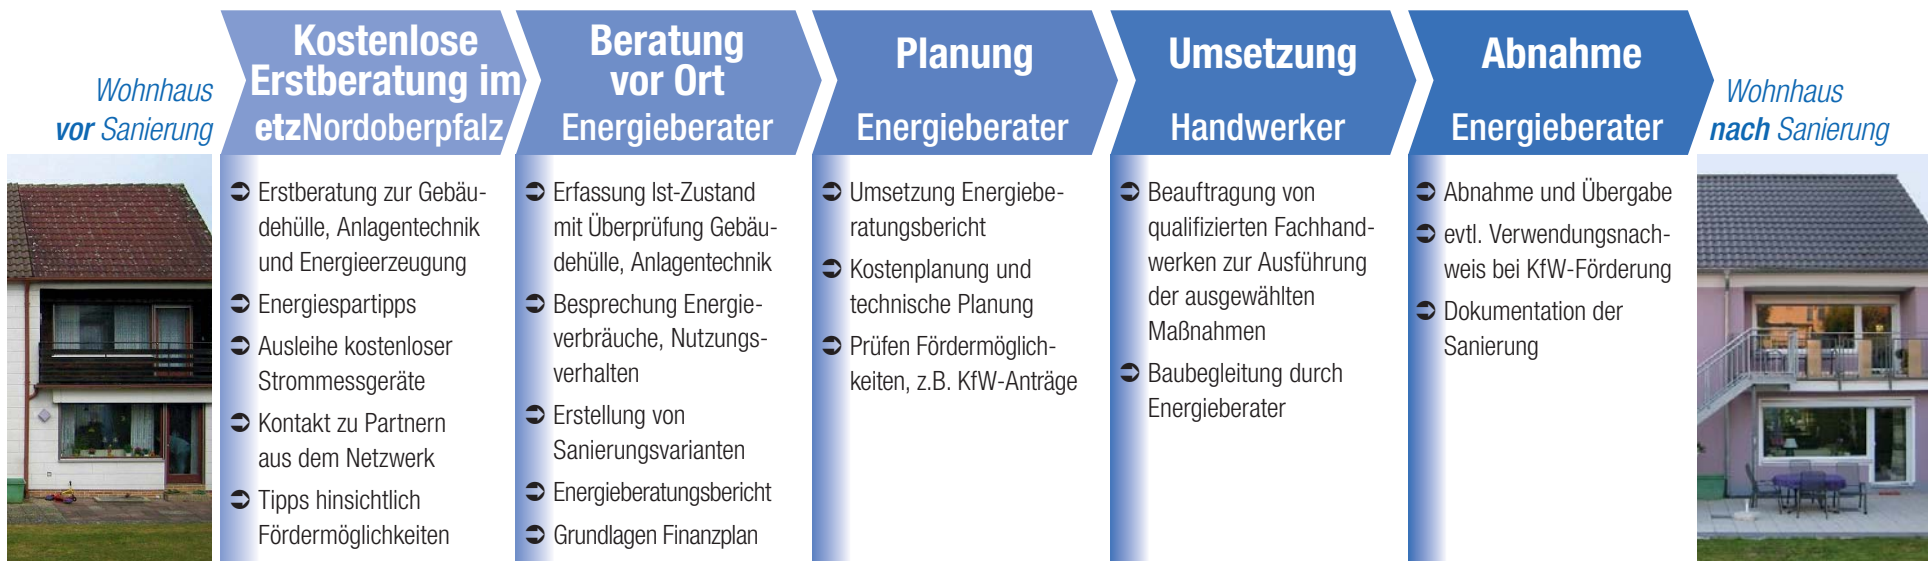 Wohnhaus
vor Sanierung
Kostenlose
Erstberatung im
etzNordoberpfalz
➲ Erstberatung zur Gebäu-
dehülle, Anlagentechnik
und Energieerzeugung
➲ Energiespartipps
➲ Ausleihe kostenloser
Strommessgeräte
➲ Kontakt zu Partnern
aus dem Netzwerk
➲ Tipps hinsichtlich
Fördermöglichkeiten
Beratung
vor Ort
Energieberater
➲ Erfassung Ist-Zustand
mit Überprüfung Gebäu-
dehülle, Anlagentechnik
➲ Besprechung Energie-
verbräuche, Nutzungs-
verhalten
➲ Erstellung von
Sanierungsvarianten
➲ Energieberatungsbericht
➲ Grundlagen Finanzplan
Planung
Energieberater
➲ Umsetzung Energiebe-
ratungsbericht
➲ Kostenplanung und
technische Planung
➲ Prüfen Fördermöglich-
keiten, z.B. KfW-Anträge
Umsetzung
Handwerker
➲ Beauftragung von
qualifizierten Fachhand-
werken zur Ausführung
der ausgewählten
Maßnahmen
➲ Baubegleitung durch
Energieberater
Abnahme
Energieberater
➲ Abnahme und Übergabe
➲ evtl. Verwendungsnach-
weis bei KfW-Förderung
➲ Dokumentation der
Sanierung
Wohnhaus
nach Sanierung